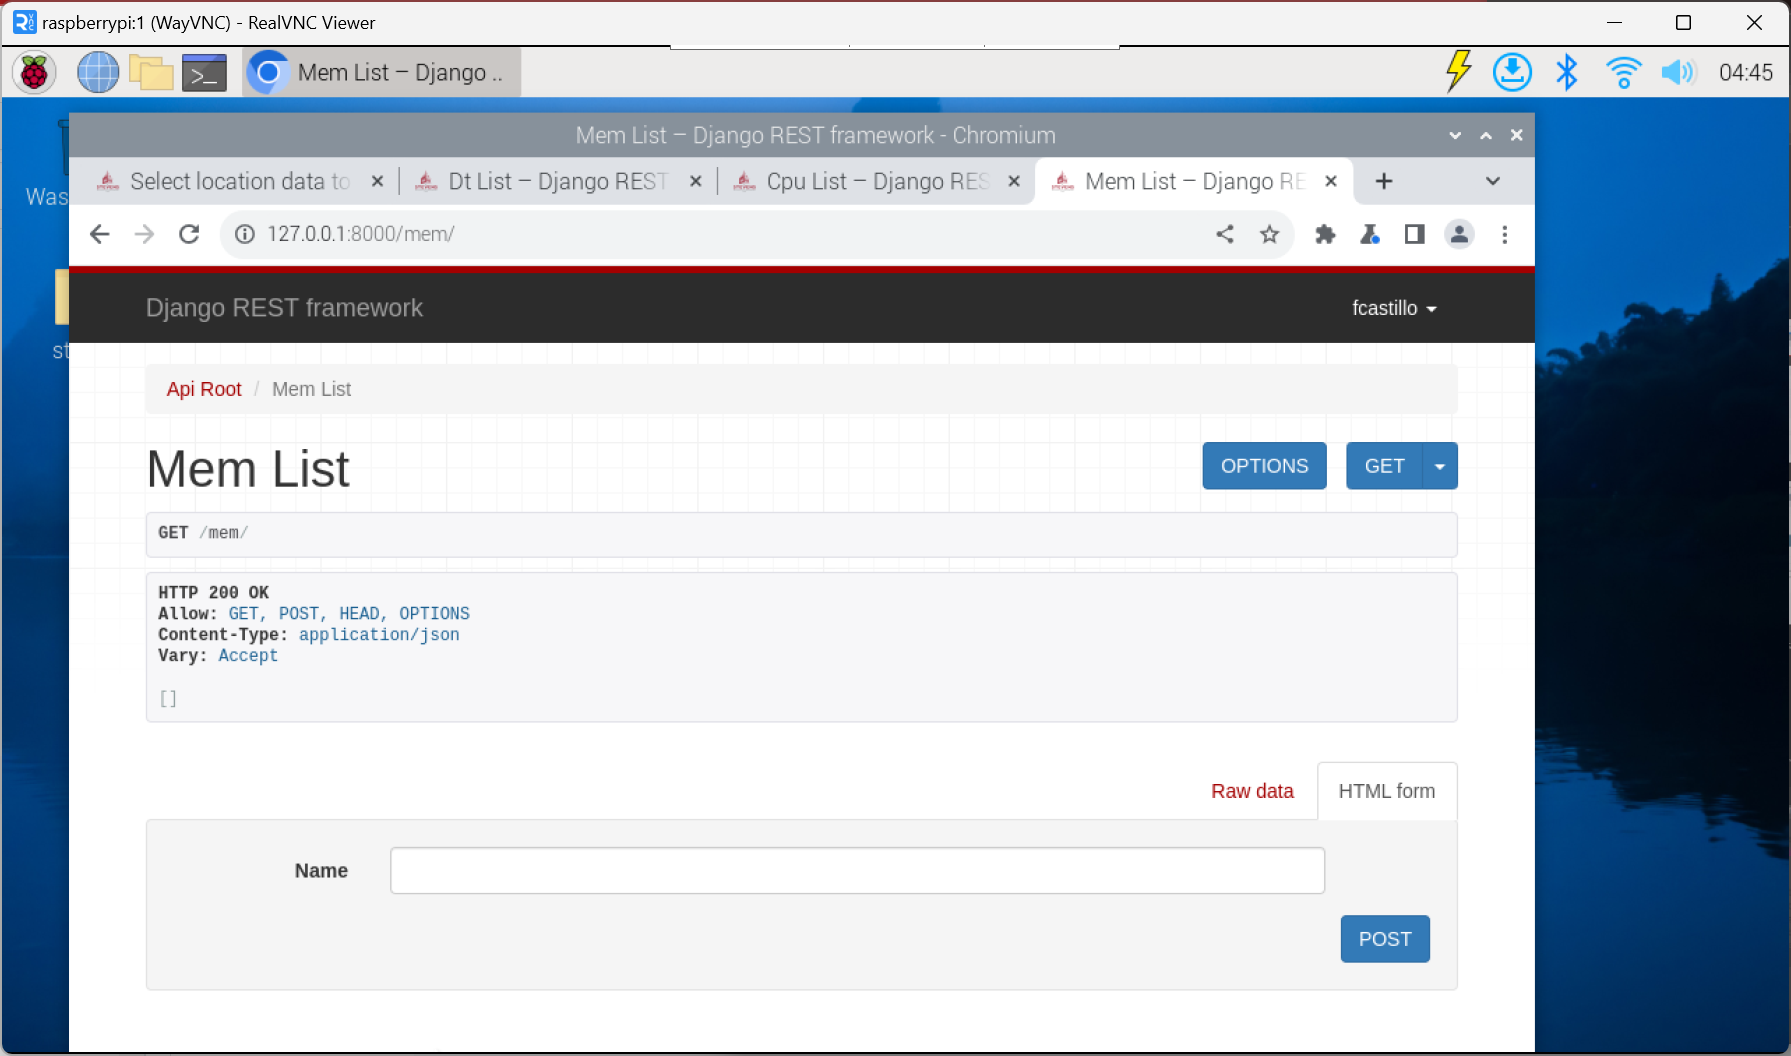 raspberrypi:1 (WayVNC) - RealVNC Viewer
Mem List – Django ..
04:45
Was
st
Mem List – Django REST framework - Chromium
Select location data to
Dt List – Django REST
Cpu List – Django RES
Mem List – Django RE
127.0.0.1:8000/mem/
Django REST framework
fcastillo
Api Root / Mem List
Mem List
OPTIONS
GET
GET /mem/
HTTP 200 OK
Allow: GET, POST, HEAD, OPTIONS
Content-Type: application/json
Vary: Accept
[]
Raw data
HTML form
Name
POST